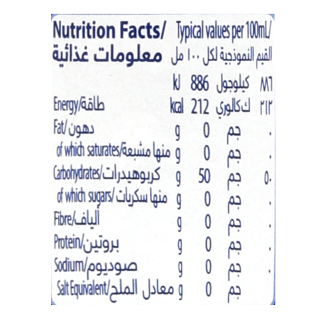 Nutrition Facts/ Typical values per 100mL/
معلومات غذائية القيم النموذجية لكل ١٠٠ مل
kJ 886 كيلوجول ٨٨٦
Energy/طاقة kcal 212 ك كالوري ٢١٢
Fat/دهون g 0 جم ٠
of which saturates/منها مشبعة g 0 جم ٠
Carbohydrates/كربوهيدرات g 50 جم ٥٠
of which sugars/منها سكريات g 0 جم ٠
Fibre/ألياف g 0 جم ٠
Protein/بروتين g 0 جم ٠
Sodium/صوديوم g 0 جم ٠
Salt Equivalent/معادل الملح g 0 جم